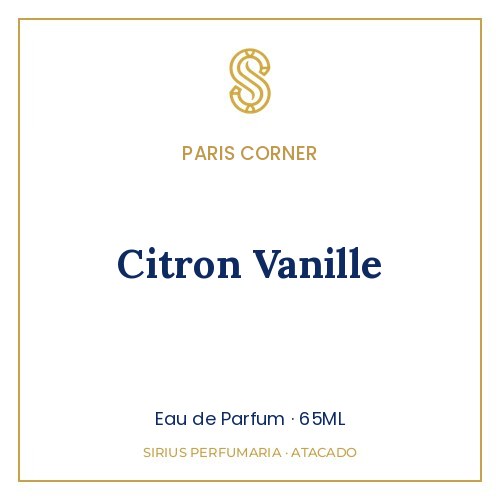 PARIS CORNER
Citron Vanille
Eau de Parfum · 65ML
SIRIUS PERFUMARIA · ATACADO